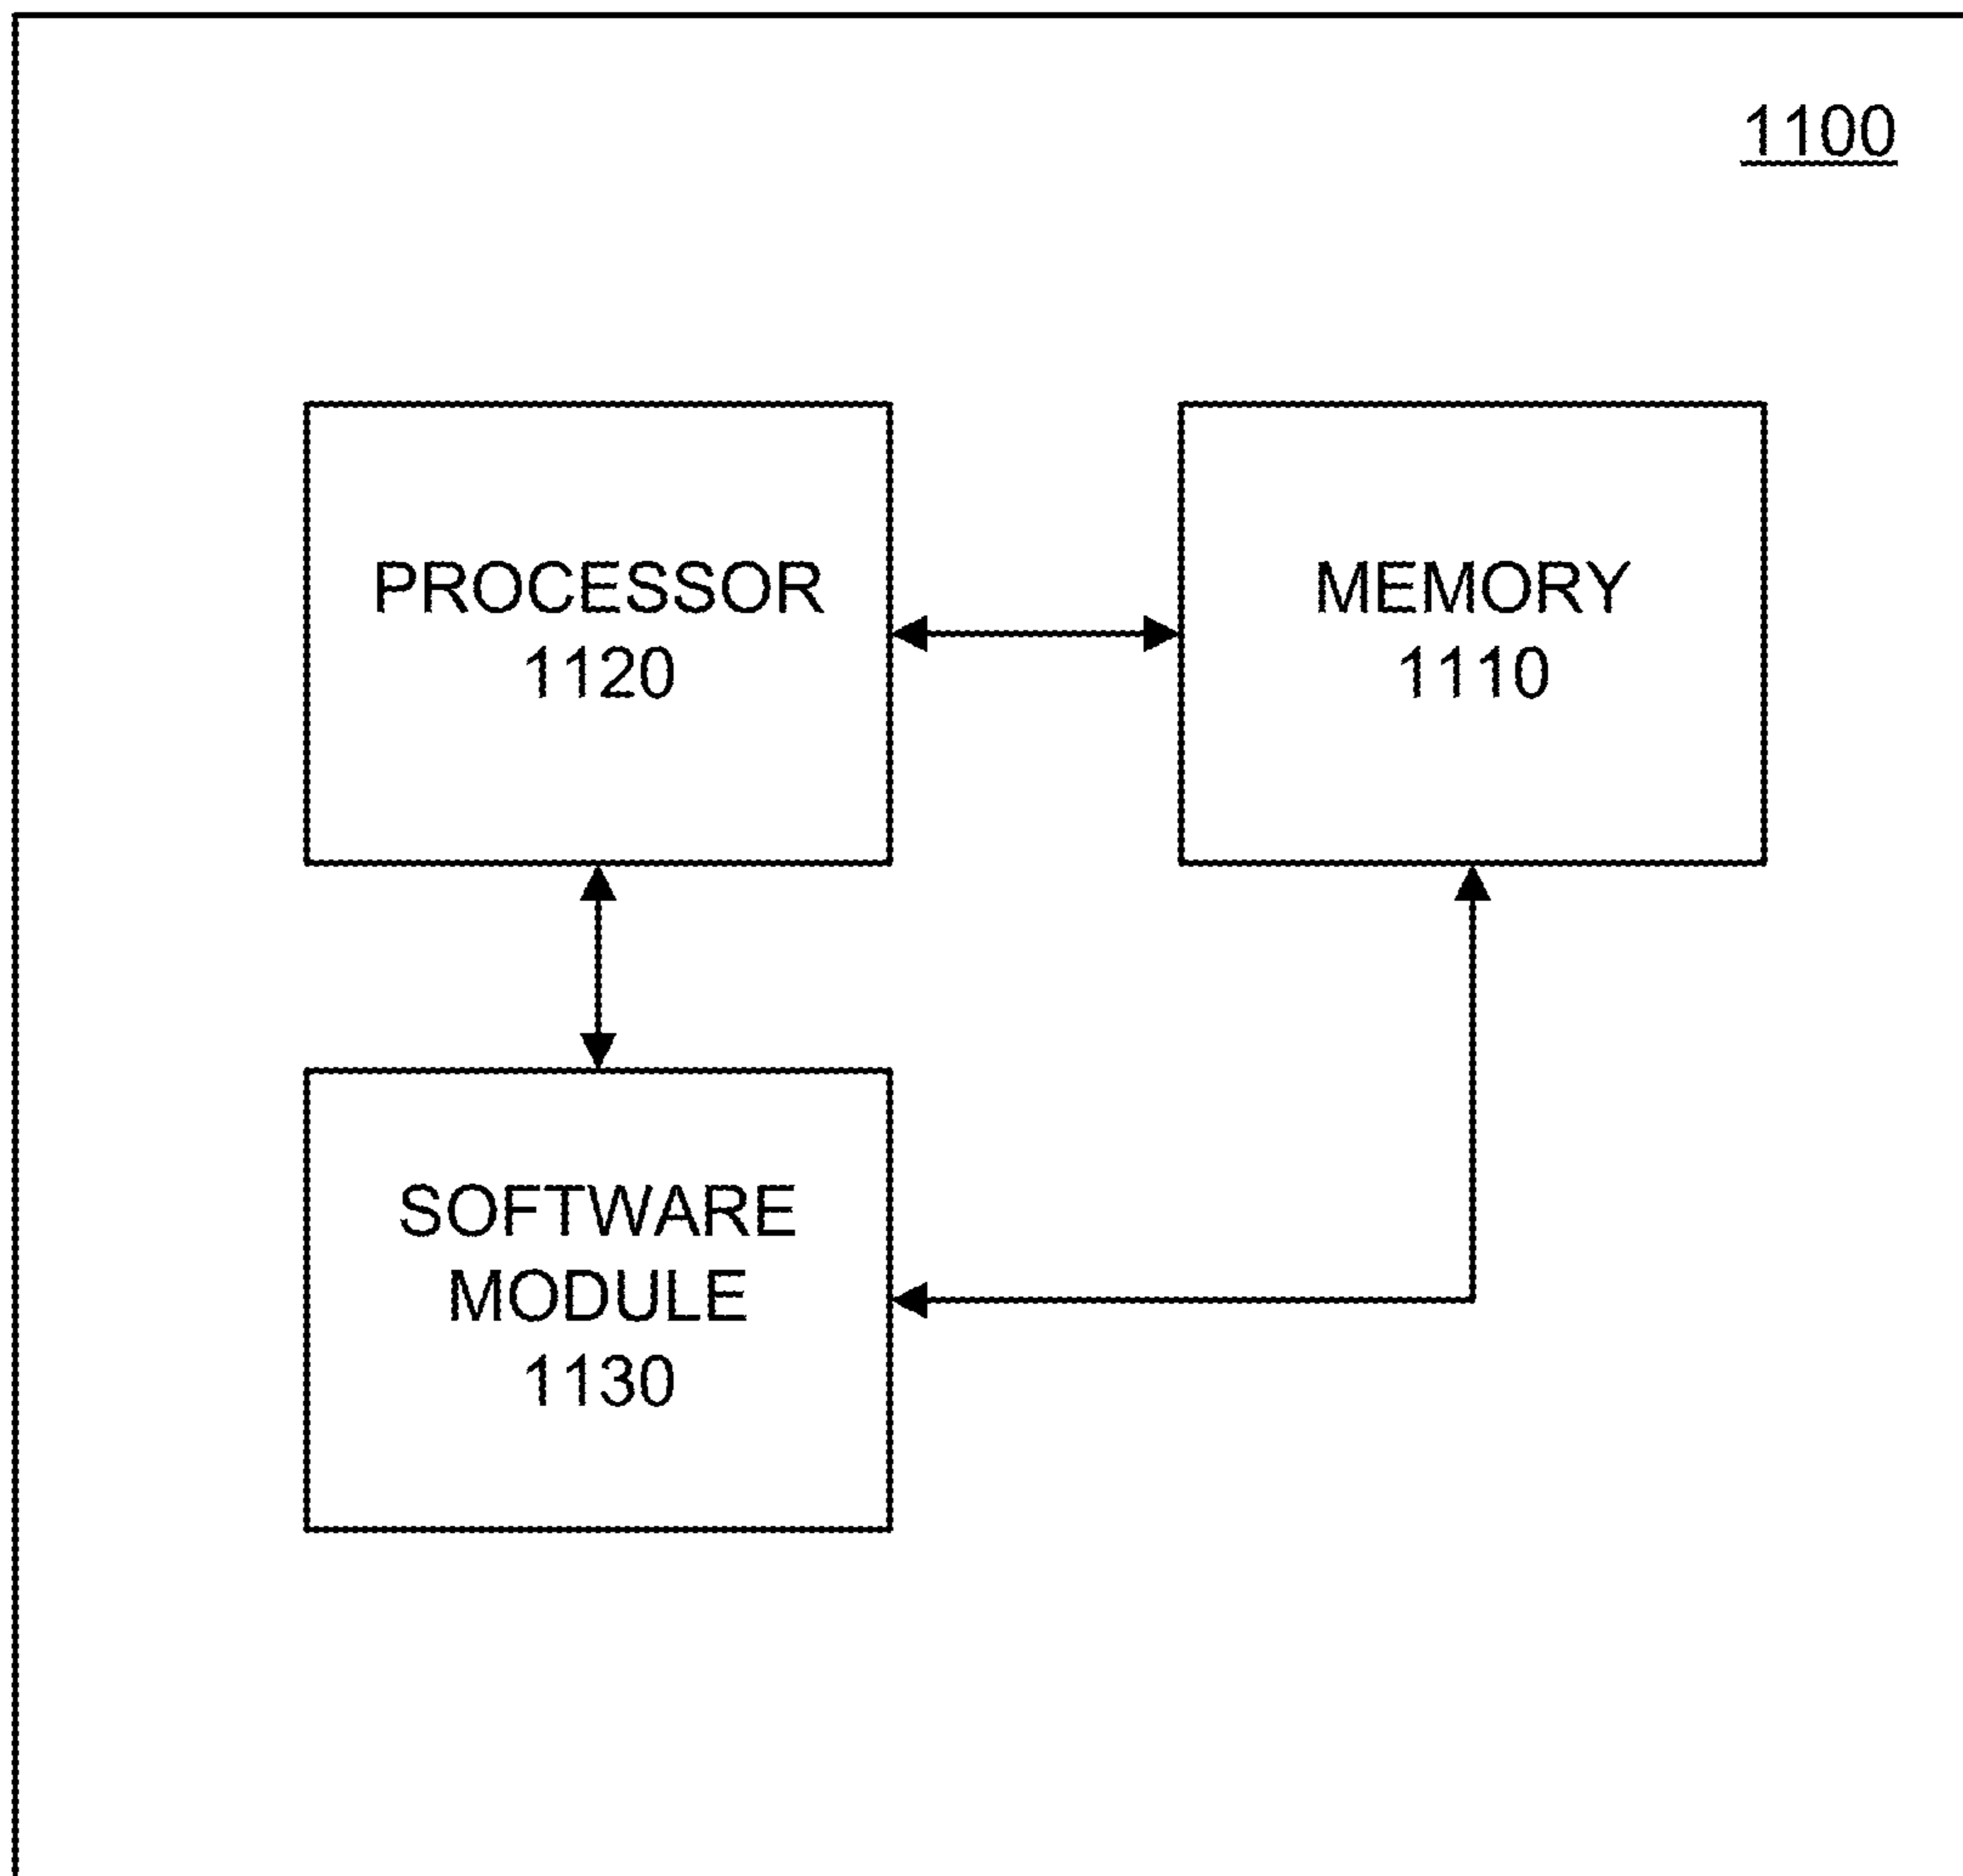 1100
PROCESSOR
1120
MEMORY
1110
SOFTWARE
MODULE
1130